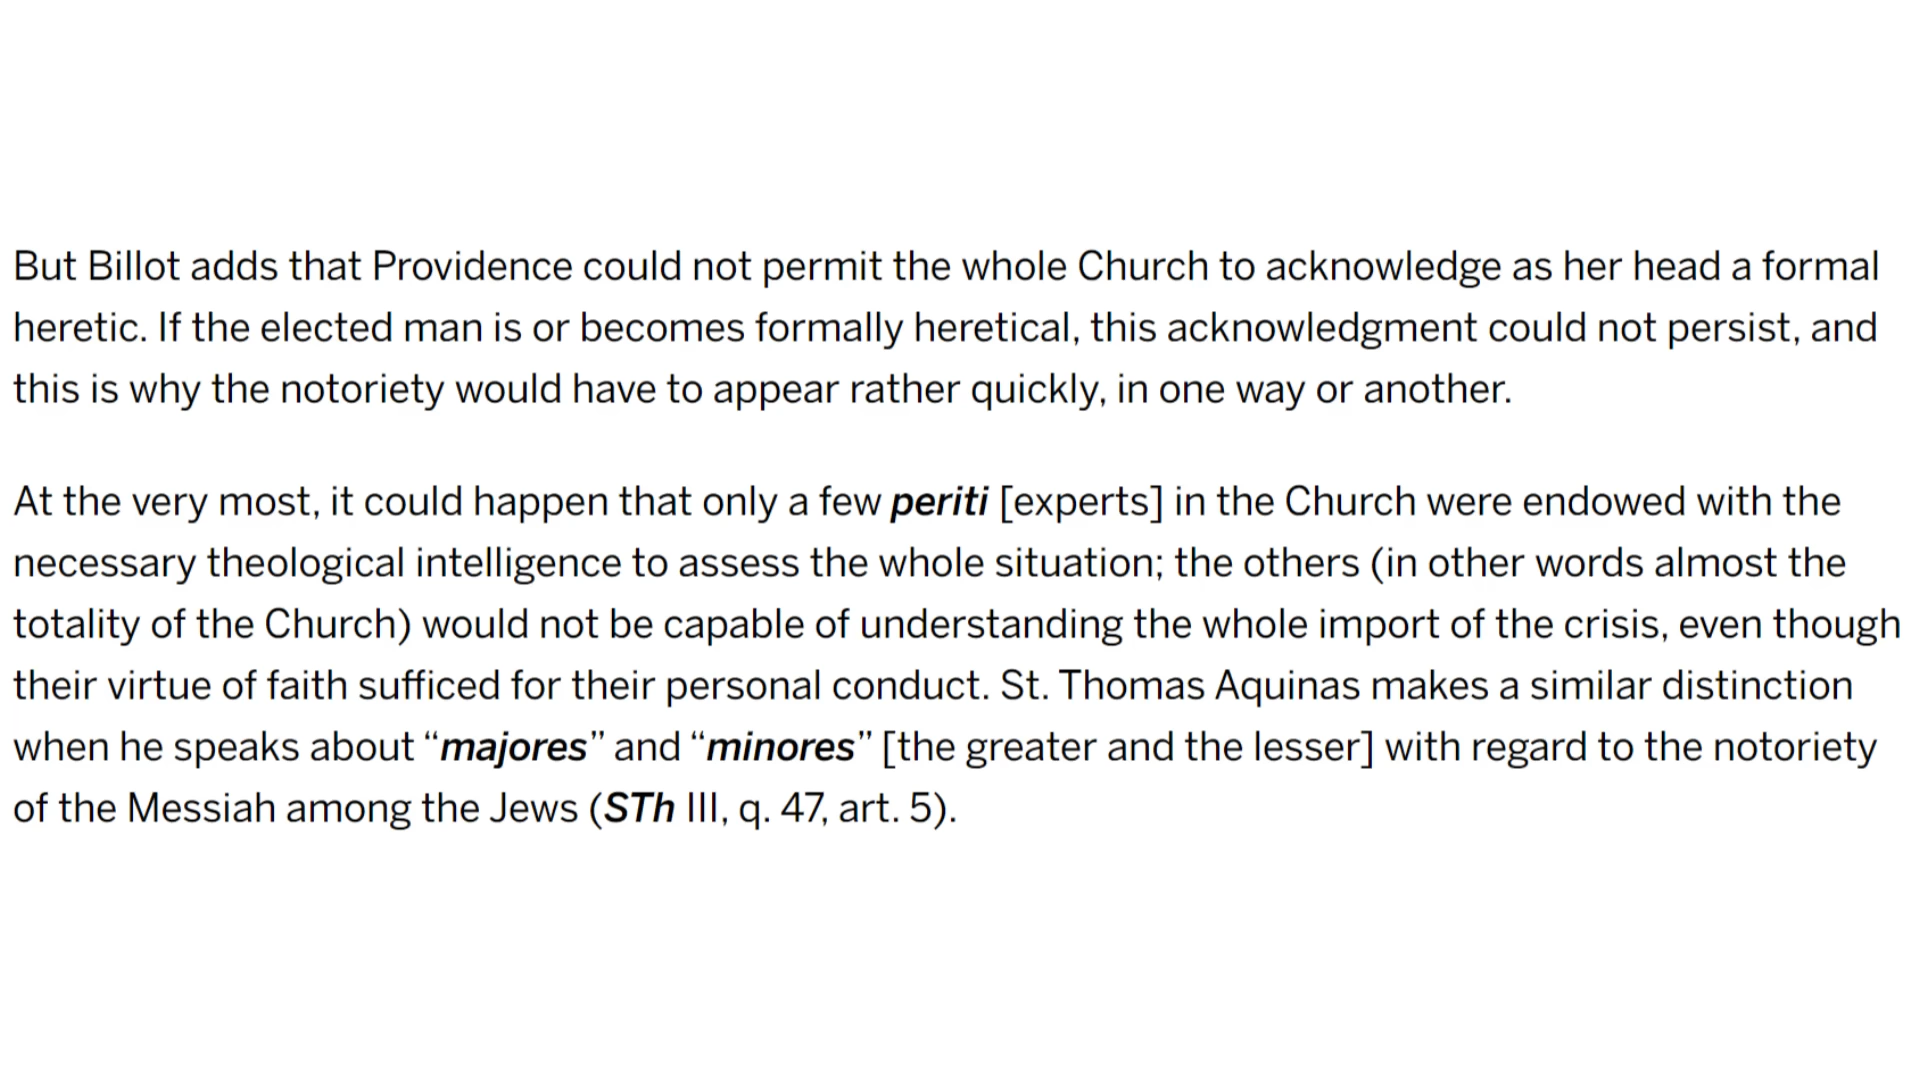 But Billot adds that Providence could not permit the whole Church to acknowledge as her head a formal
heretic. If the elected man is or becomes formally heretical, this acknowledgment could not persist, and
this is why the notoriety would have to appear rather quickly, in one way or another.
At the very most, it could happen that only a few periti [experts] in the Church were endowed with the
necessary theological intelligence to assess the whole situation; the others (in other words almost the
totality of the Church) would not be capable of understanding the whole import of the crisis, even though
their virtue of faith sufficed for their personal conduct. St. Thomas Aquinas makes a similar distinction
when he speaks about “majores” and “minores” [the greater and the lesser] with regard to the notoriety
of the Messiah among the Jews (STh III, q. 47, art. 5).